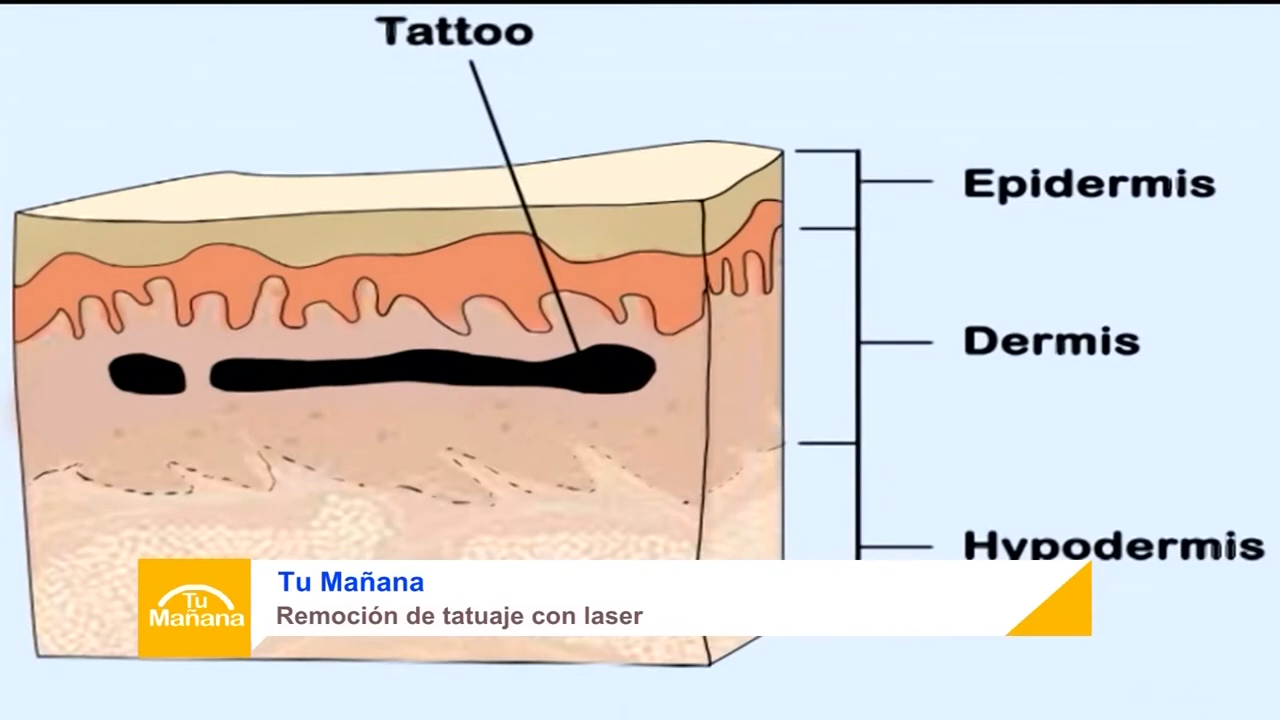 Tattoo
Epidermis
Dermis
Hypodermis
Tu Mañana
Tu
Mañana
Remoción de tatuaje con laser